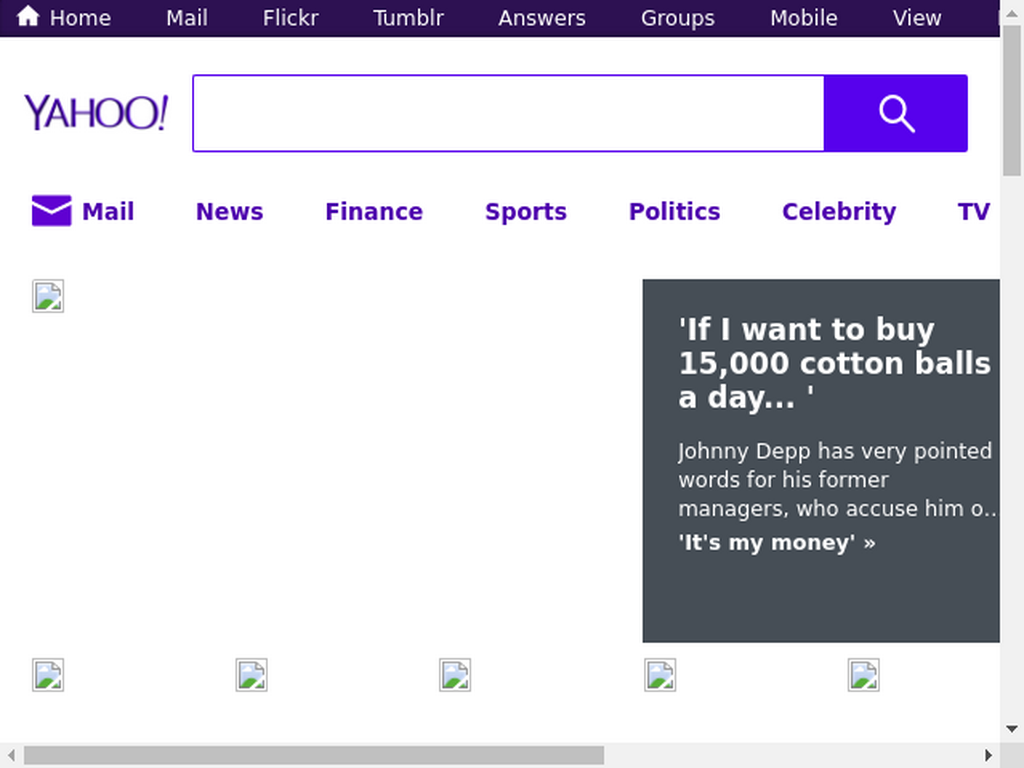 Home Mail Flickr Tumblr Answers Groups Mobile View
YAHOO!
Mail News Finance Sports Politics Celebrity TV
'If I want to buy
15,000 cotton balls
a day... '
Johnny Depp has very pointed
words for his former
managers, who accuse him o...
'It's my money' »